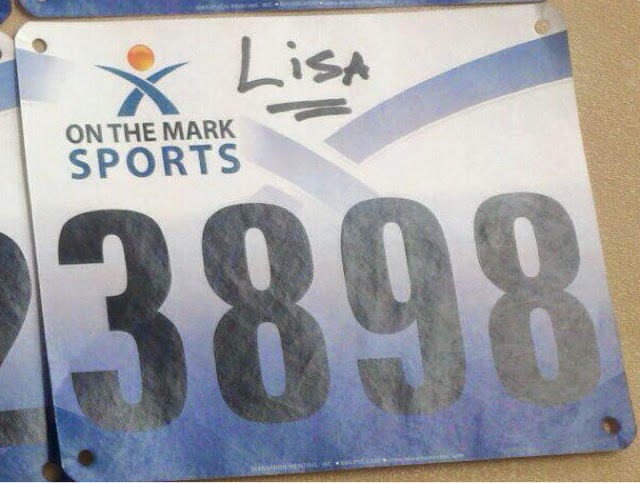 Lisa
ON THE MARK
SPORTS
3898